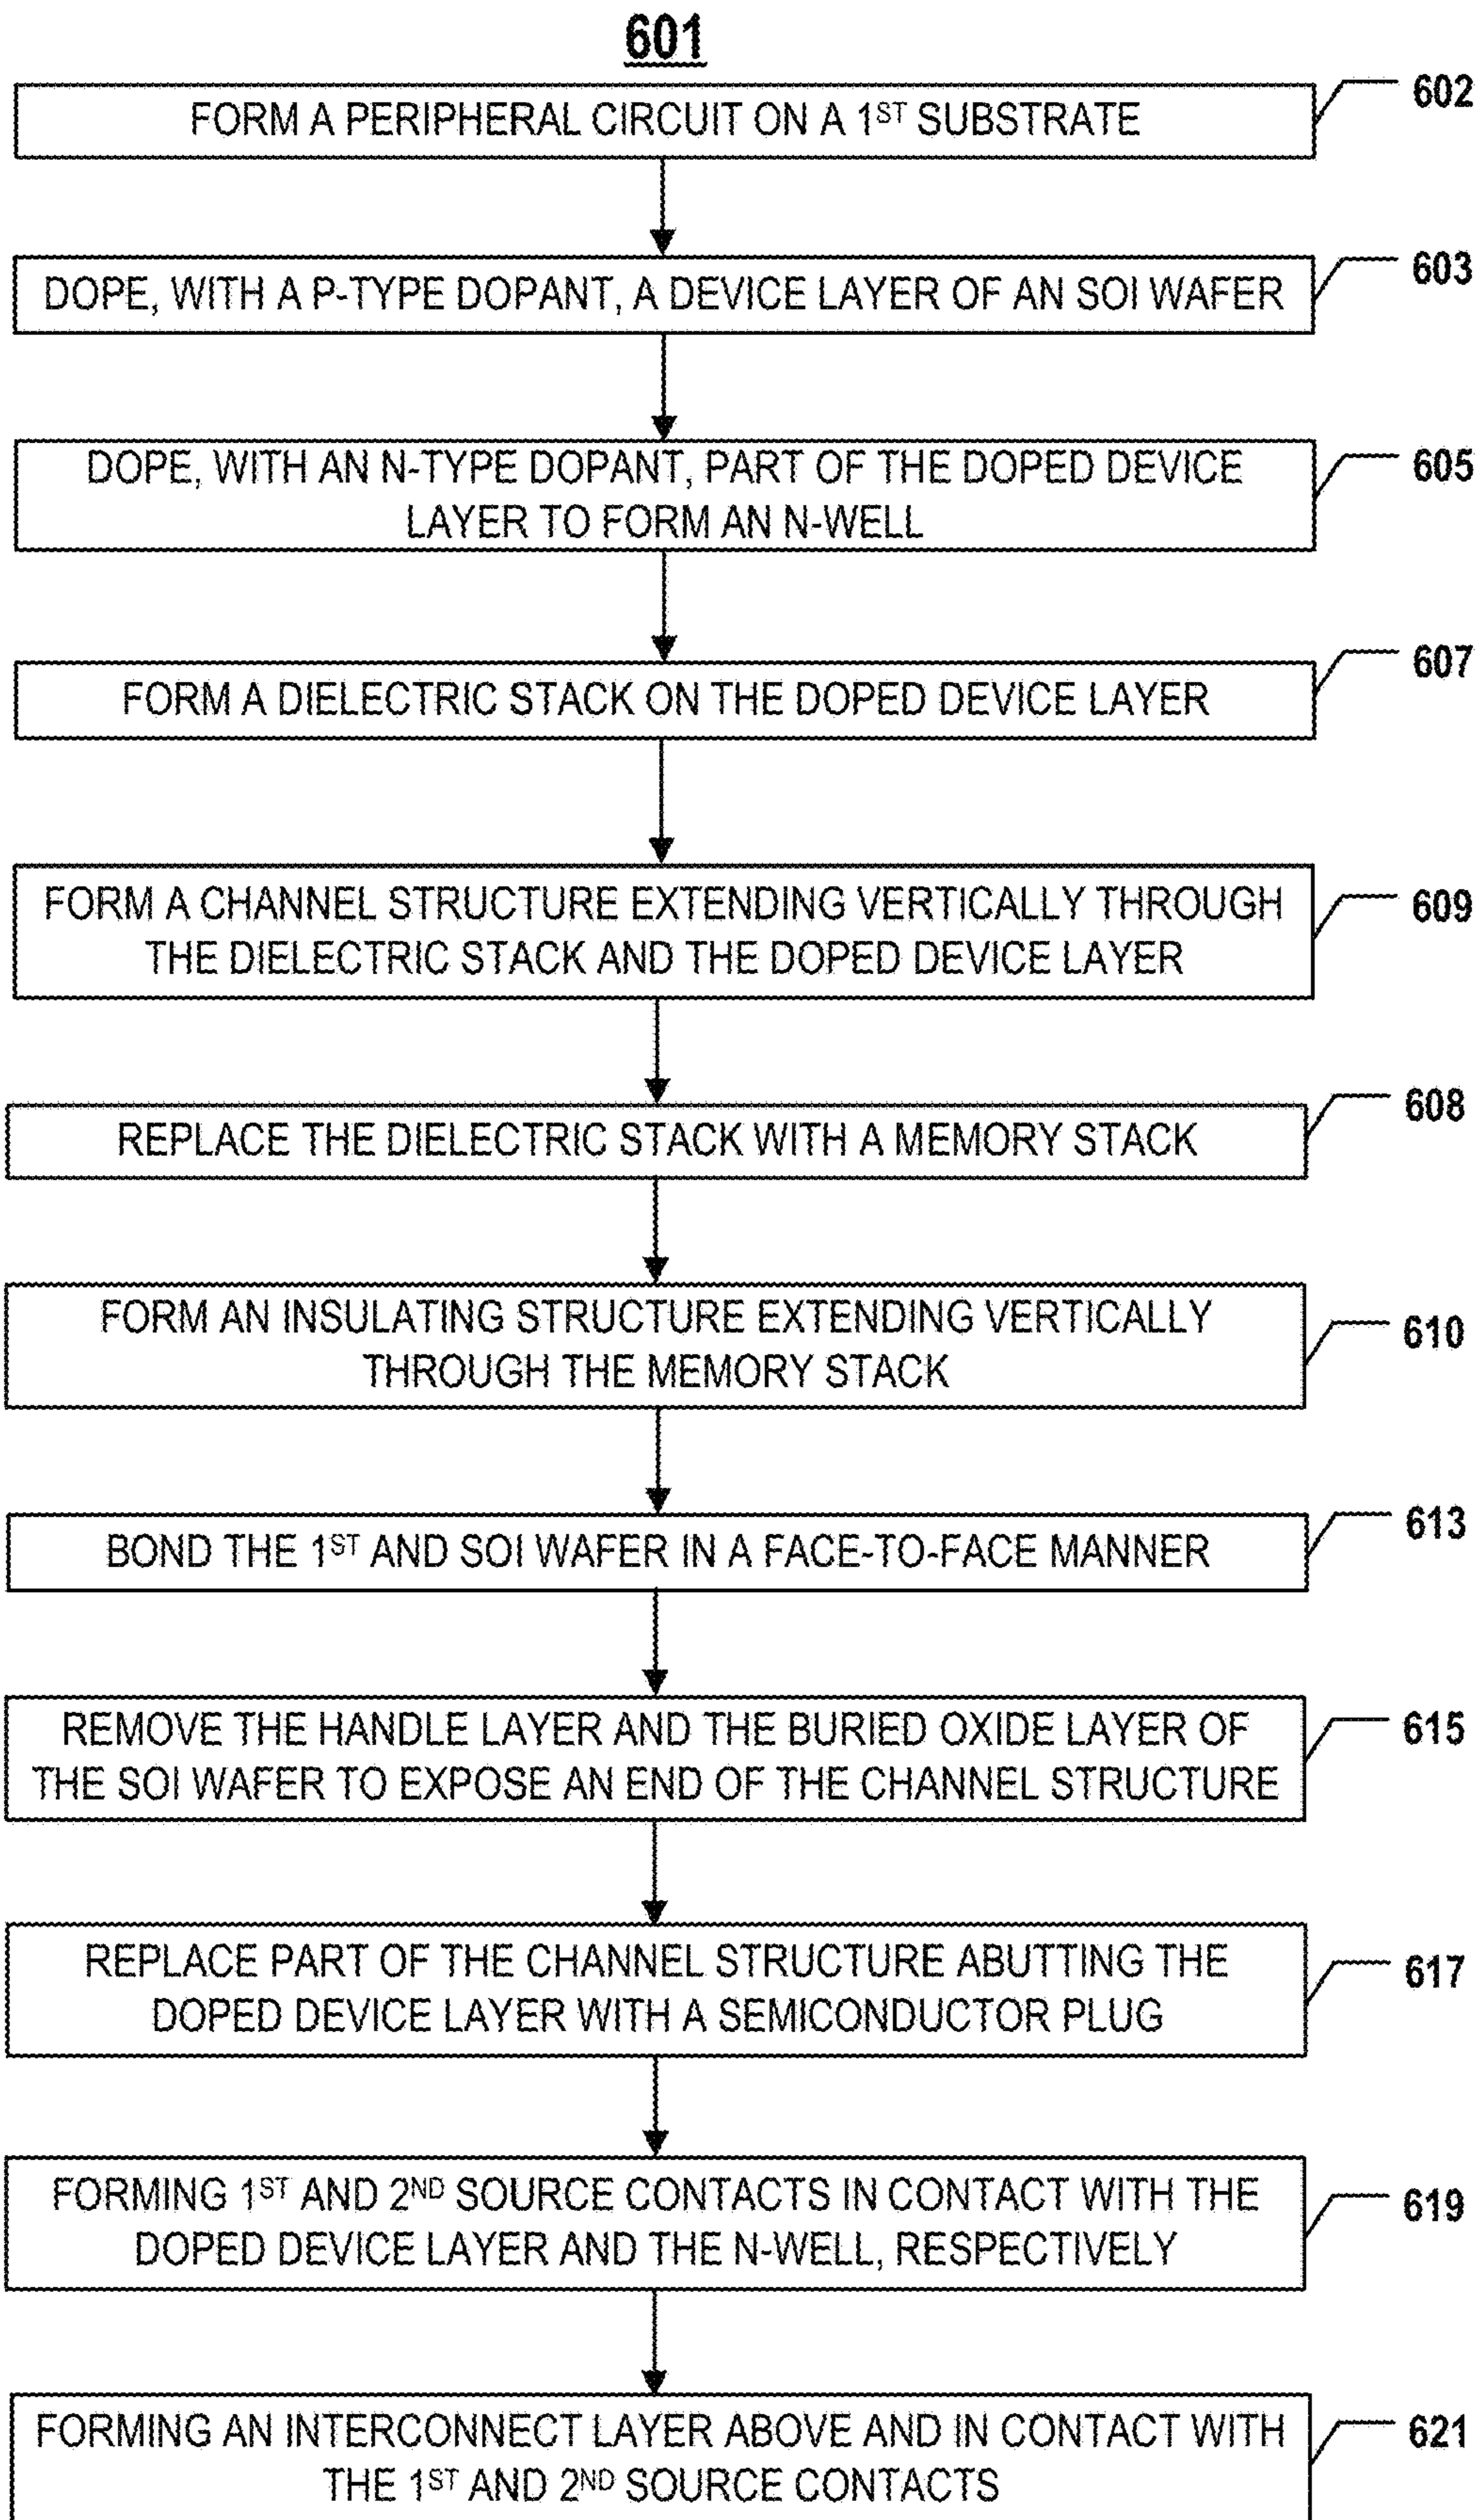 601
FORM A PERIPHERAL CIRCUIT ON A 1ST SUBSTRATE
602
DOPE, WITH A P-TYPE DOPANT, A DEVICE LAYER OF AN SOI WAFER
603
DOPE, WITH AN N-TYPE DOPANT, PART OF THE DOPED DEVICE
LAYER TO FORM AN N-WELL
605
FORM A DIELECTRIC STACK ON THE DOPED DEVICE LAYER
607
FORM A CHANNEL STRUCTURE EXTENDING VERTICALLY THROUGH
THE DIELECTRIC STACK AND THE DOPED DEVICE LAYER
609
REPLACE THE DIELECTRIC STACK WITH A MEMORY STACK
608
FORM AN INSULATING STRUCTURE EXTENDING VERTICALLY
THROUGH THE MEMORY STACK
610
BOND THE 1ST AND SOI WAFER IN A FACE-TO-FACE MANNER
613
REMOVE THE HANDLE LAYER AND THE BURIED OXIDE LAYER OF
THE SOI WAFER TO EXPOSE AN END OF THE CHANNEL STRUCTURE
615
REPLACE PART OF THE CHANNEL STRUCTURE ABUTTING THE
DOPED DEVICE LAYER WITH A SEMICONDUCTOR PLUG
617
FORMING 1ST AND 2ND SOURCE CONTACTS IN CONTACT WITH THE
DOPED DEVICE LAYER AND THE N-WELL, RESPECTIVELY
619
FORMING AN INTERCONNECT LAYER ABOVE AND IN CONTACT WITH
THE 1ST AND 2ND SOURCE CONTACTS
621